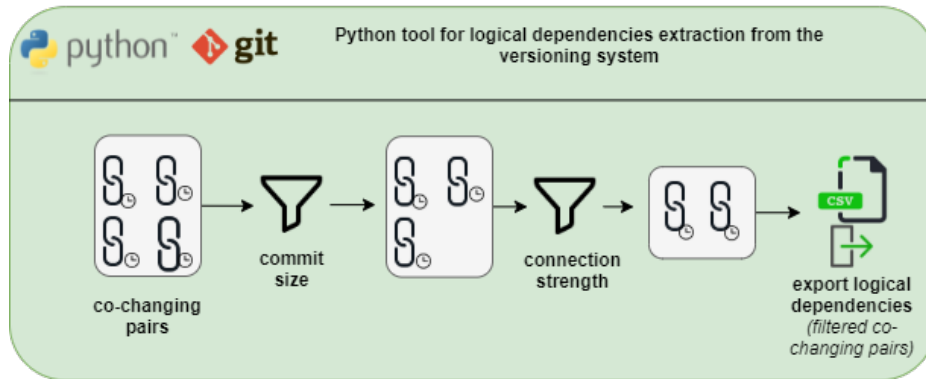 python™
git
Python tool for logical dependencies extraction from the
versioning system
co-changing
pairs
commit
size
connection
strength
CSV
export logical
dependencies
(filtered co-
changing pairs)